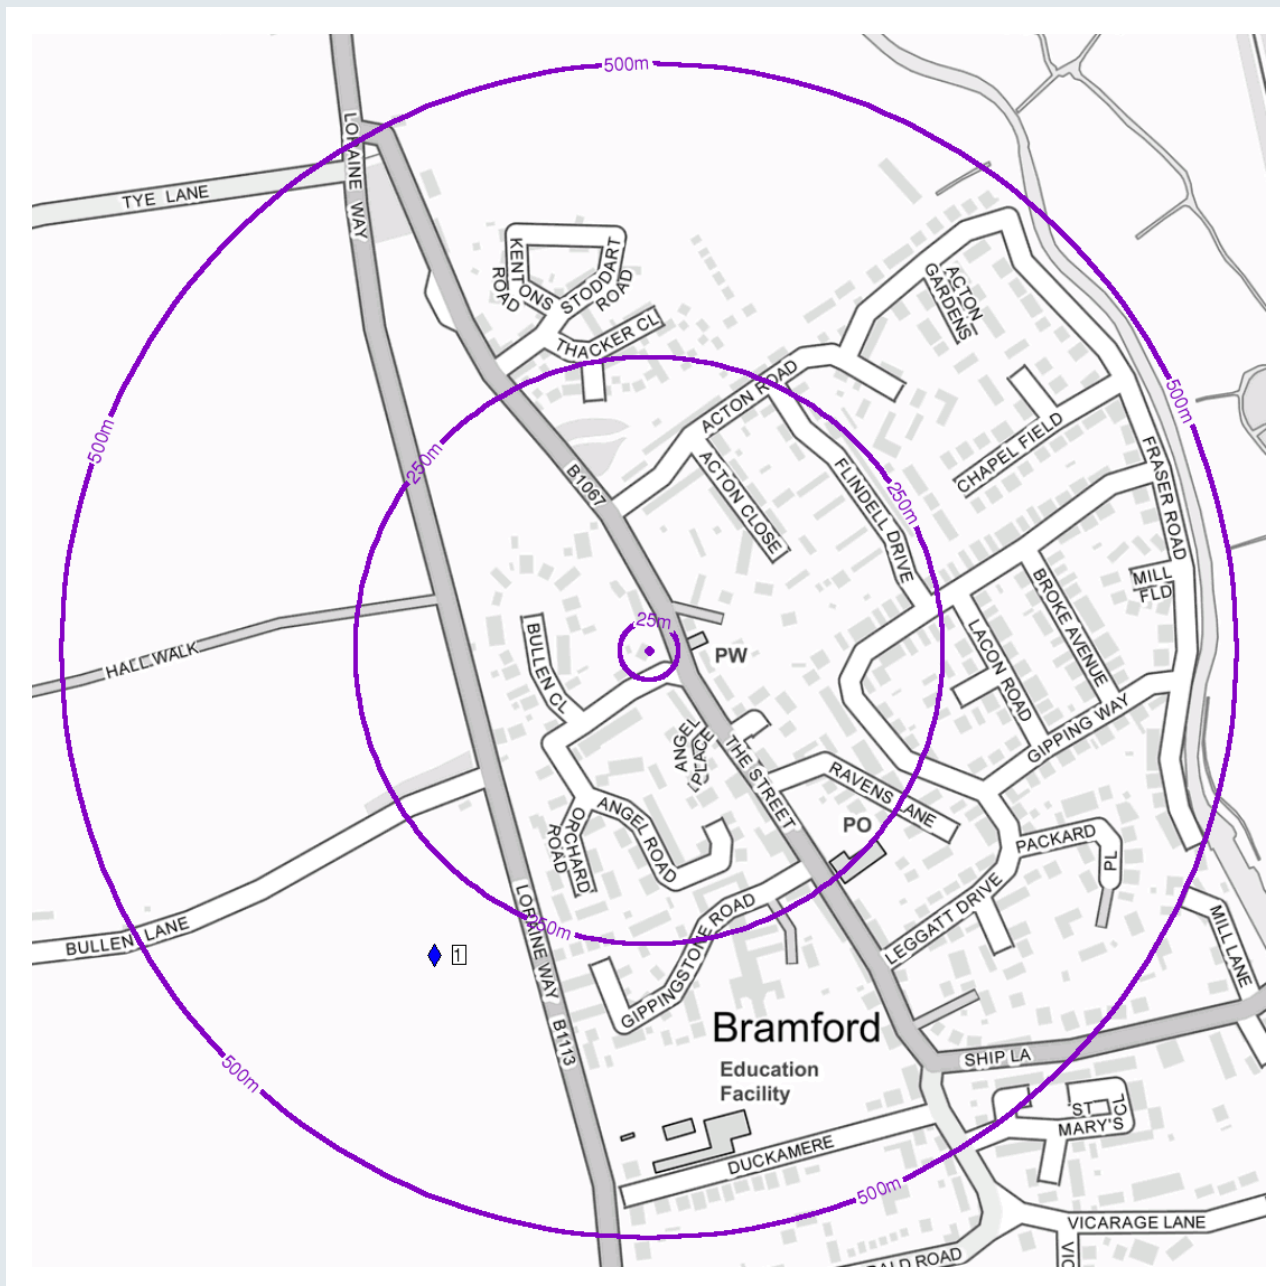 500m
LORAINE WAY
TYE LANE
KENTONS
ROAD
STODDART
ROAD
THACKER CL
ACTON
GARDENS
ACTON ROAD
500m
500m
250m
B1067
ACTON CLOSE
FLINDELL DRIVE
250m
CHAPEL FIELD
FRASER ROAD
MILL
FLD
BROKE AVENUE
LACON ROAD
GIPPING WAY
25m
PW
BULLEN CL
HALL WALK
ANGEL
PLACE
THE STREET
RAVENS LANE
PO
PACKARD
PL
ANGEL ROAD
ORCHARD
ROAD
LEGGATT DRIVE
MILL LANE
BULLEN LANE
250m
LORAINE WAY
B1113
1
GIPPINGSTONE ROAD
Bramford
Education
Facility
SHIP LA
500m
ST
MARY'S
CL
DUCKAMERE
500m
VICARAGE LANE
VIC
ALD ROAD